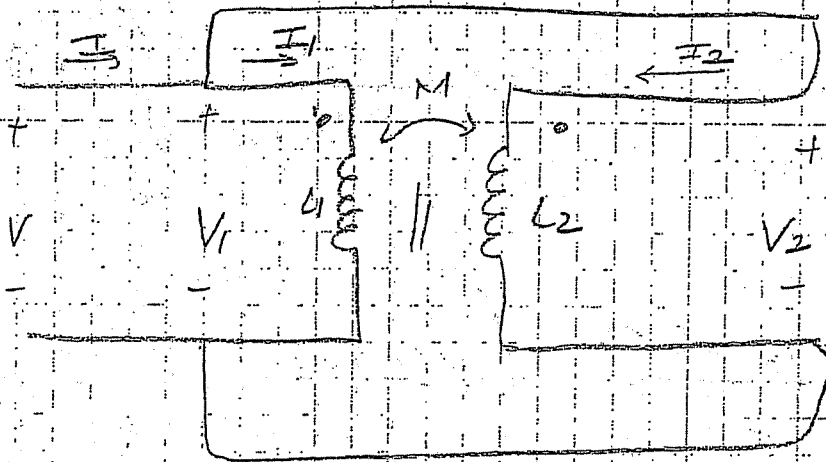 I I₁ I₂
M
+ + +
V V₁ L₁ L₂ V₂
- - -